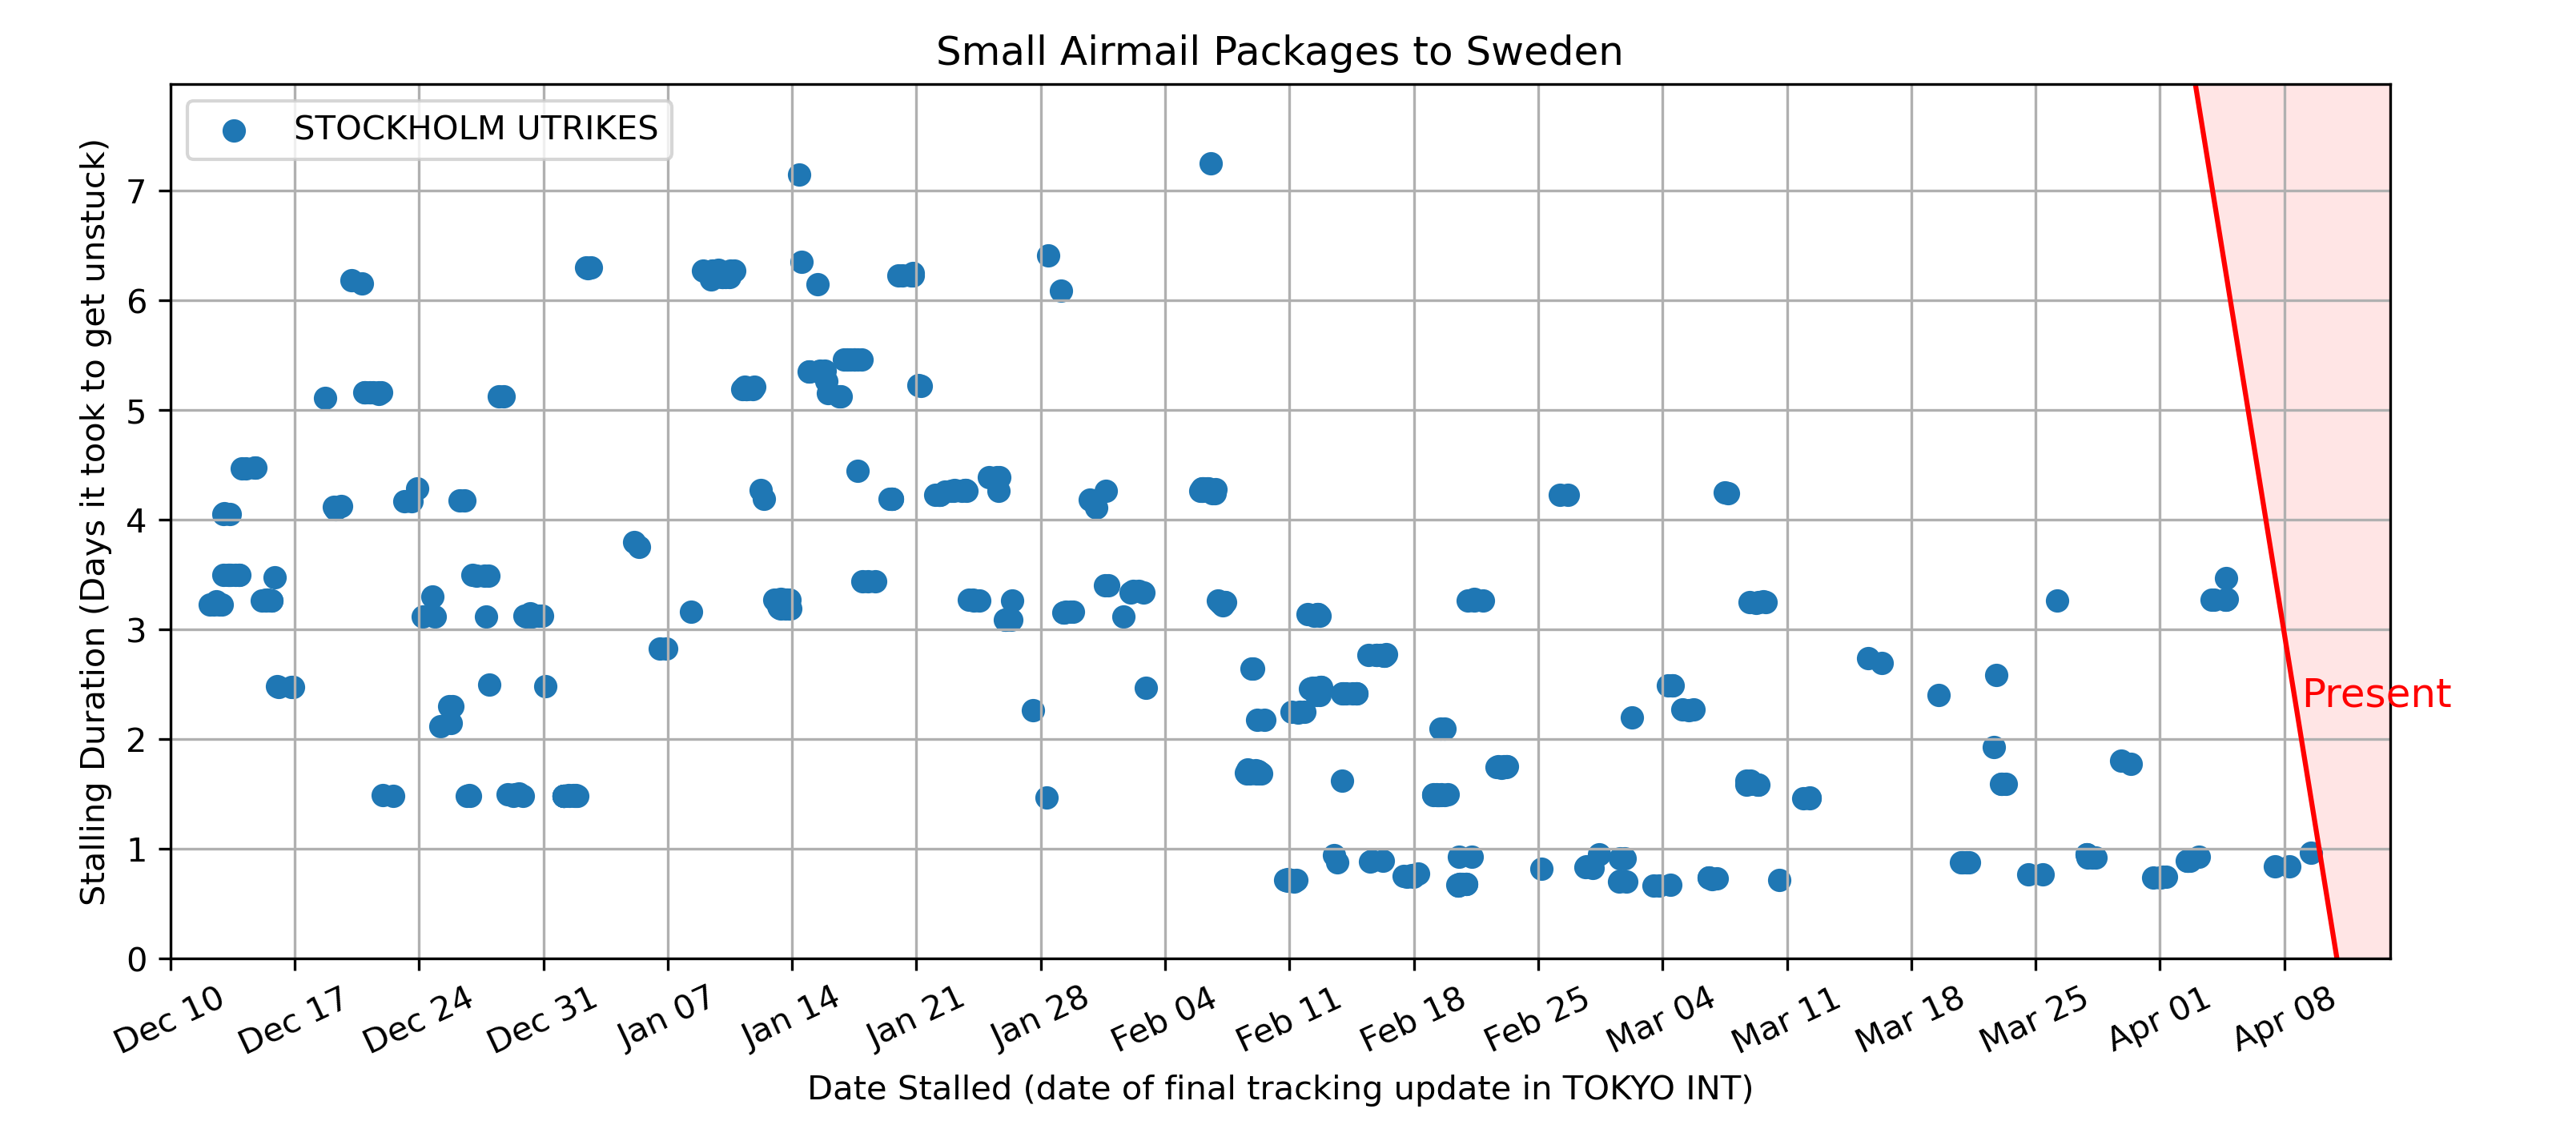 Small Airmail Packages to Sweden
STOCKHOLM UTRIKES
Stalling Duration (Days it took to get unstuck)
7
6
5
4
3
2
1
0
Present
Dec 10
Dec 17
Dec 24
Dec 31
Jan 07
Jan 14
Jan 21
Jan 28
Feb 04
Feb 11
Feb 18
Feb 25
Mar 04
Mar 11
Mar 18
Mar 25
Apr 01
Apr 08
Date Stalled (date of final tracking update in TOKYO INT)